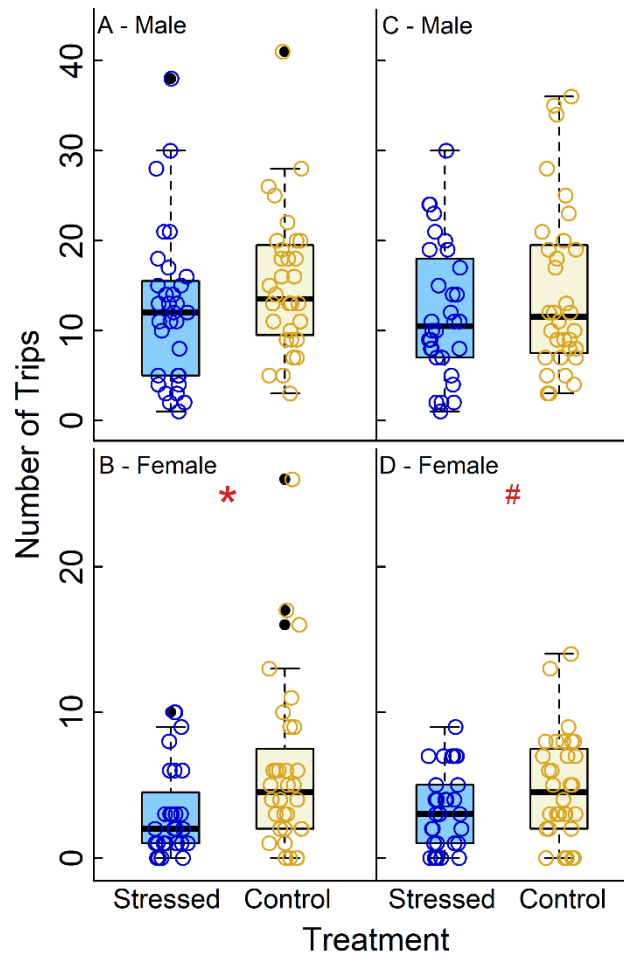 A - Male
C - Male
40
30
20
10
0
B - Female
D - Female
*
#
20
10
0
Number of Trips
Stressed
Control
Stressed
Control
Treatment